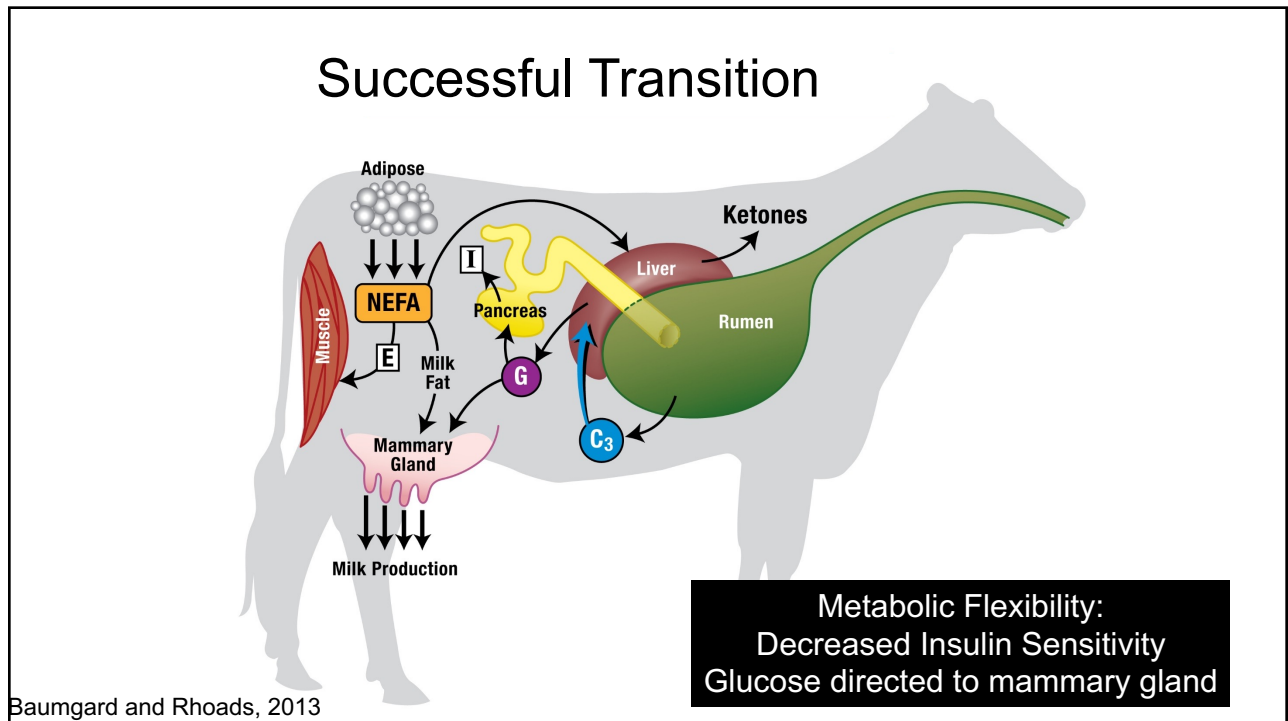 Successful Transition
Adipose
NEFA
Muscle
E
Milk
Fat
Mammary
Gland
Milk Production
I
Pancreas
G
C₃
Liver
Ketones
Rumen
Metabolic Flexibility:
Decreased Insulin Sensitivity
Glucose directed to mammary gland
Baumgard and Rhoads, 2013